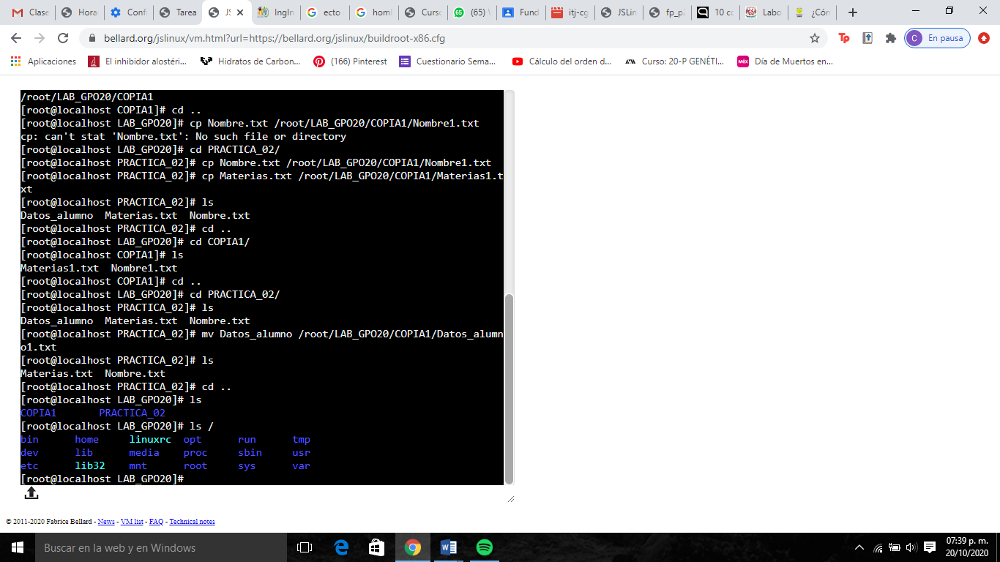 Clase
Hora
Confi
Tarea
JS
IngIn
ecto
homl
Curso
(65) W
Fund
itj-cg
JSLin
fp_p2
10 co
Labo
¿Cón
bellard.org/jslinux/vm.html?url=https://bellard.org/jslinux/buildroot-x86.cfg
C En pausa
Aplicaciones
El inhibidor alostéri...
Hidratos de Carbon...
(166) Pinterest
Cuestionario Sema...
Cálculo del orden d...
Curso: 20-P GENÉTI...
Día de Muertos en...
/root/LAB_GPO20/COPIA1
[root@localhost COPIA1]# cd ..
[root@localhost LAB_GPO20]# cp Nombre.txt /root/LAB_GPO20/COPIA1/Nombre1.txt
cp: can't stat 'Nombre.txt': No such file or directory
[root@localhost LAB_GPO20]# cd PRACTICA_02/
[root@localhost PRACTICA_02]# cp Nombre.txt /root/LAB_GPO20/COPIA1/Nombre1.txt
[root@localhost PRACTICA_02]# cp Materias.txt /root/LAB_GPO20/COPIA1/Materias1.t
xt
[root@localhost PRACTICA_02]# ls
Datos_alumno  Materias.txt  Nombre.txt
[root@localhost PRACTICA_02]# cd ..
[root@localhost LAB_GPO20]# cd COPIA1/
[root@localhost COPIA1]# ls
Materias1.txt  Nombre1.txt
[root@localhost COPIA1]# cd ..
[root@localhost LAB_GPO20]# cd PRACTICA_02/
[root@localhost PRACTICA_02]# ls
Datos_alumno  Materias.txt  Nombre.txt
[root@localhost PRACTICA_02]# mv Datos_alumno /root/LAB_GPO20/COPIA1/Datos_alumn
o1.txt
[root@localhost PRACTICA_02]# ls
Materias.txt  Nombre.txt
[root@localhost PRACTICA_02]# cd ..
[root@localhost LAB_GPO20]# ls
COPIA1       PRACTICA_02
[root@localhost LAB_GPO20]# ls /
bin      home     linuxrc  opt      run      tmp
dev      lib      media    proc     sbin     usr
etc      lib32    mnt      root     sys      var
[root@localhost LAB_GPO20]#
© 2011-2020 Fabrice Bellard - News - VM list - FAQ - Technical notes
Buscar en la web y en Windows
07:39 p. m.
20/10/2020